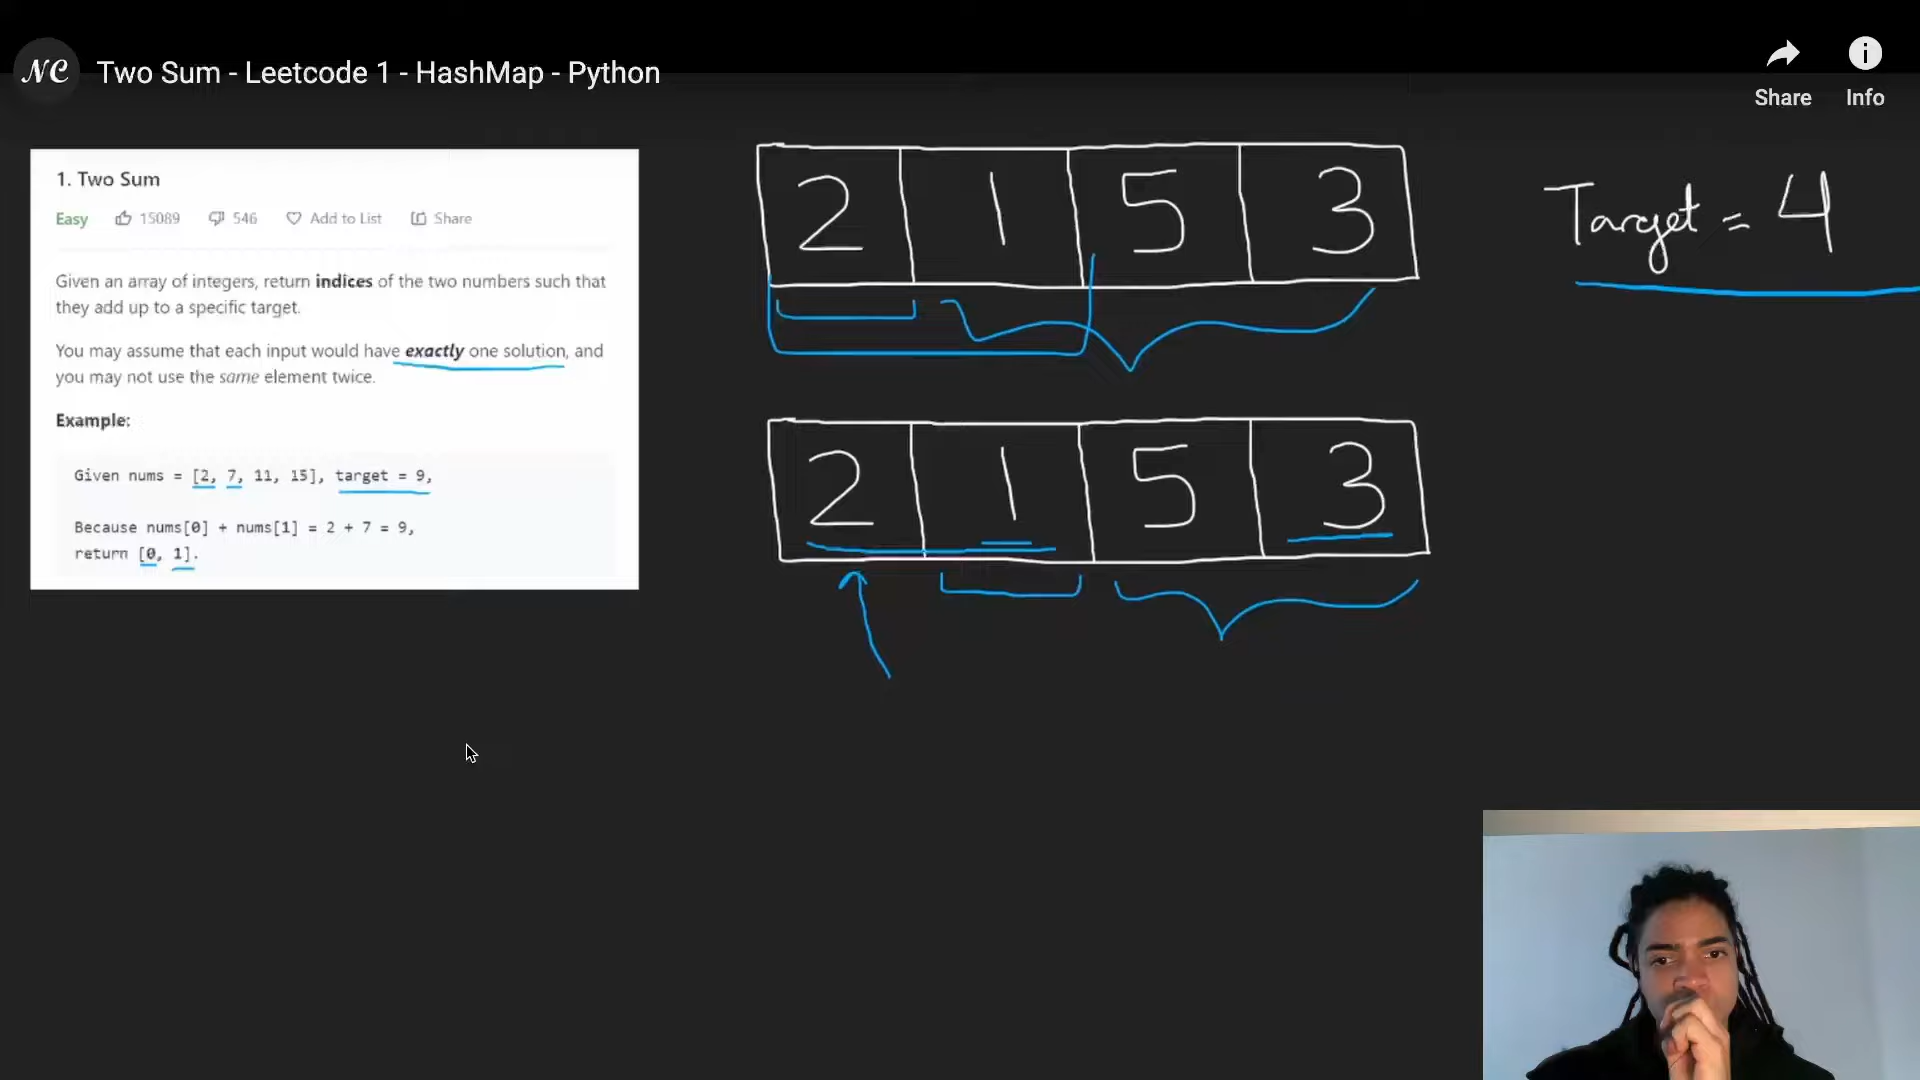 NC Two Sum - Leetcode 1 - HashMap - Python
Share
Info
1. Two Sum
Easy 15089 546 Add to List Share
Given an array of integers, return indices of the two numbers such that
they add up to a specific target.
You may assume that each input would have exactly one solution, and
you may not use the same element twice.
Example:
Given nums = [2, 7, 11, 15], target = 9,
Because nums[0] + nums[1] = 2 + 7 = 9,
return [0, 1].
2 1 5 3
Target = 4
2 1 5 3